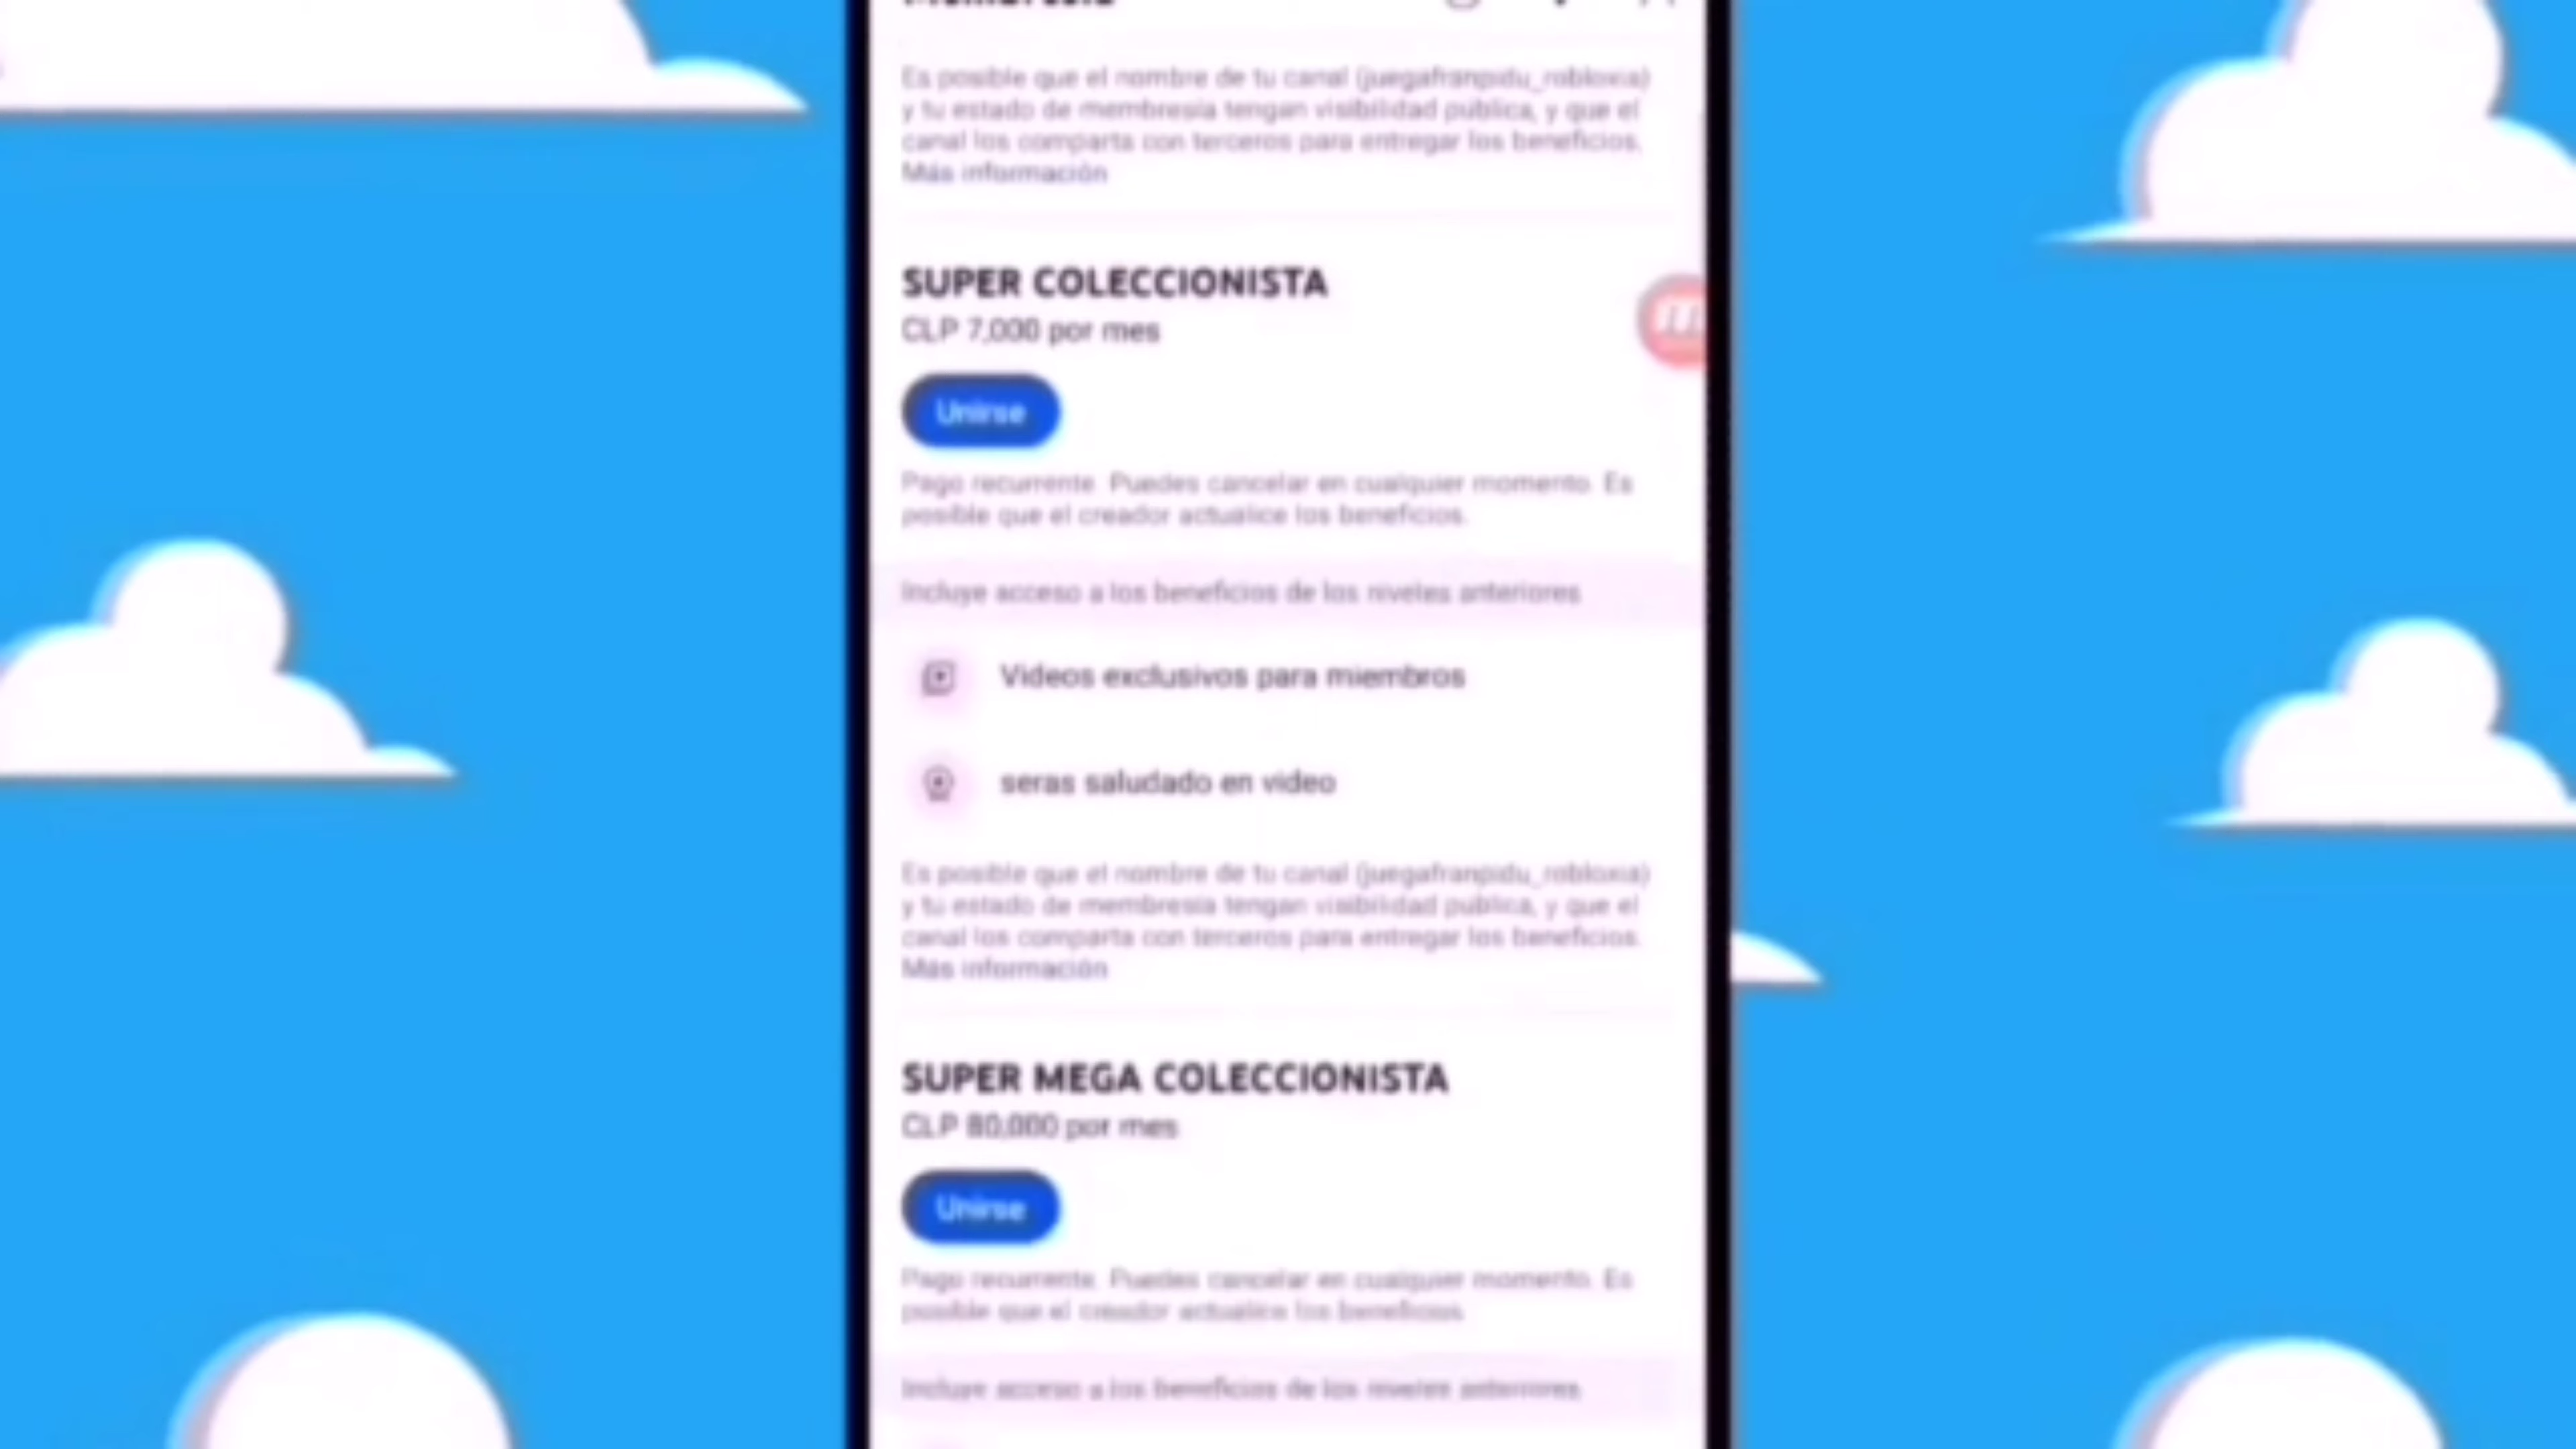 Es posible que el nombre de tu canal (juegafranpidu_robloxia)
y tu estado de membresía tengan visibilidad pública, y que el
canal los comparta con terceros para entregar los beneficios.
Más información
SUPER COLECCIONISTA
CLP 7,000 por mes
Unirse
Pago recurrente. Puedes cancelar en cualquier momento. Es
posible que el creador actualice los beneficios.
Incluye acceso a los beneficios de los niveles anteriores
Videos exclusivos para miembros
seras saludado en video
Es posible que el nombre de tu canal (juegafranpidu_robloxia)
y tu estado de membresía tengan visibilidad pública, y que el
canal los comparta con terceros para entregar los beneficios.
Más información
SUPER MEGA COLECCIONISTA
CLP 80,000 por mes
Unirse
Pago recurrente. Puedes cancelar en cualquier momento. Es
posible que el creador actualice los beneficios.
Incluye acceso a los beneficios de los niveles anteriores